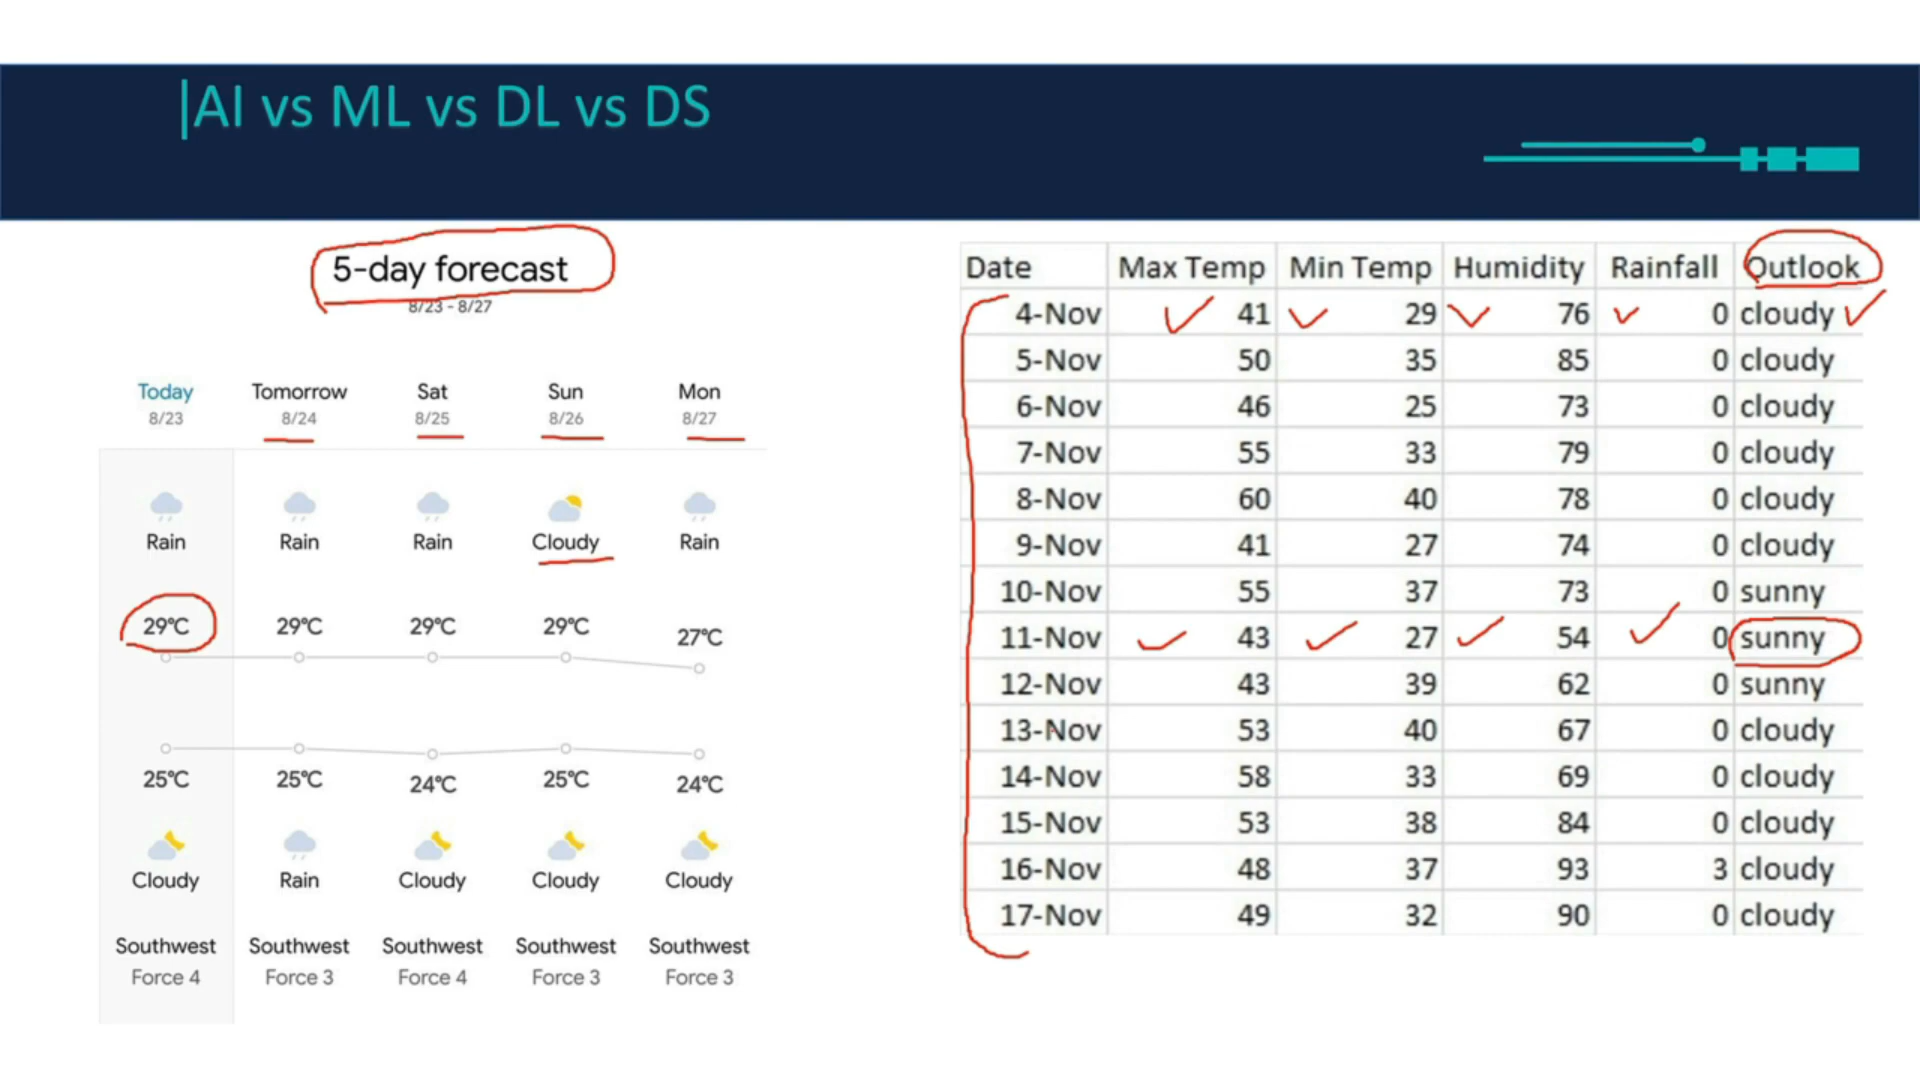 AI vs ML vs DL vs DS
5-day forecast
8/23 - 8/27
Today Tomorrow Sat Sun Mon
8/23 8/24 8/25 8/26 8/27
Rain Rain Rain Cloudy Rain
29°C 29°C 29°C 29°C 27°C
25°C 25°C 24°C 25°C 24°C
Cloudy Rain Cloudy Cloudy Cloudy
Southwest Southwest Southwest Southwest Southwest
Force 4 Force 3 Force 4 Force 3 Force 3
Date Max Temp Min Temp Humidity Rainfall Outlook
4-Nov 41 29 76 0 cloudy
5-Nov 50 35 85 0 cloudy
6-Nov 46 25 73 0 cloudy
7-Nov 55 33 79 0 cloudy
8-Nov 60 40 78 0 cloudy
9-Nov 41 27 74 0 cloudy
10-Nov 55 37 73 0 sunny
11-Nov 43 27 54 0 sunny
12-Nov 43 39 62 0 sunny
13-Nov 53 40 67 0 cloudy
14-Nov 58 33 69 0 cloudy
15-Nov 53 38 84 0 cloudy
16-Nov 48 37 93 3 cloudy
17-Nov 49 32 90 0 cloudy